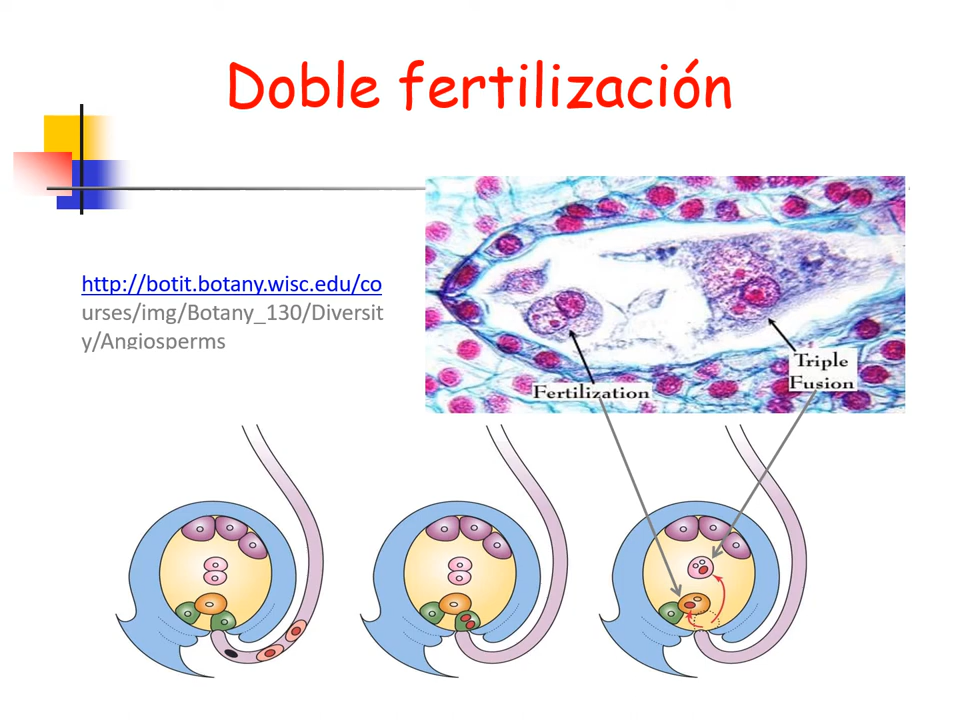 Doble fertilización
http://botit.botany.wisc.edu/co
urses/img/Botany_130/Diversit
y/Angiosperms
Fertilization
Triple
Fusion